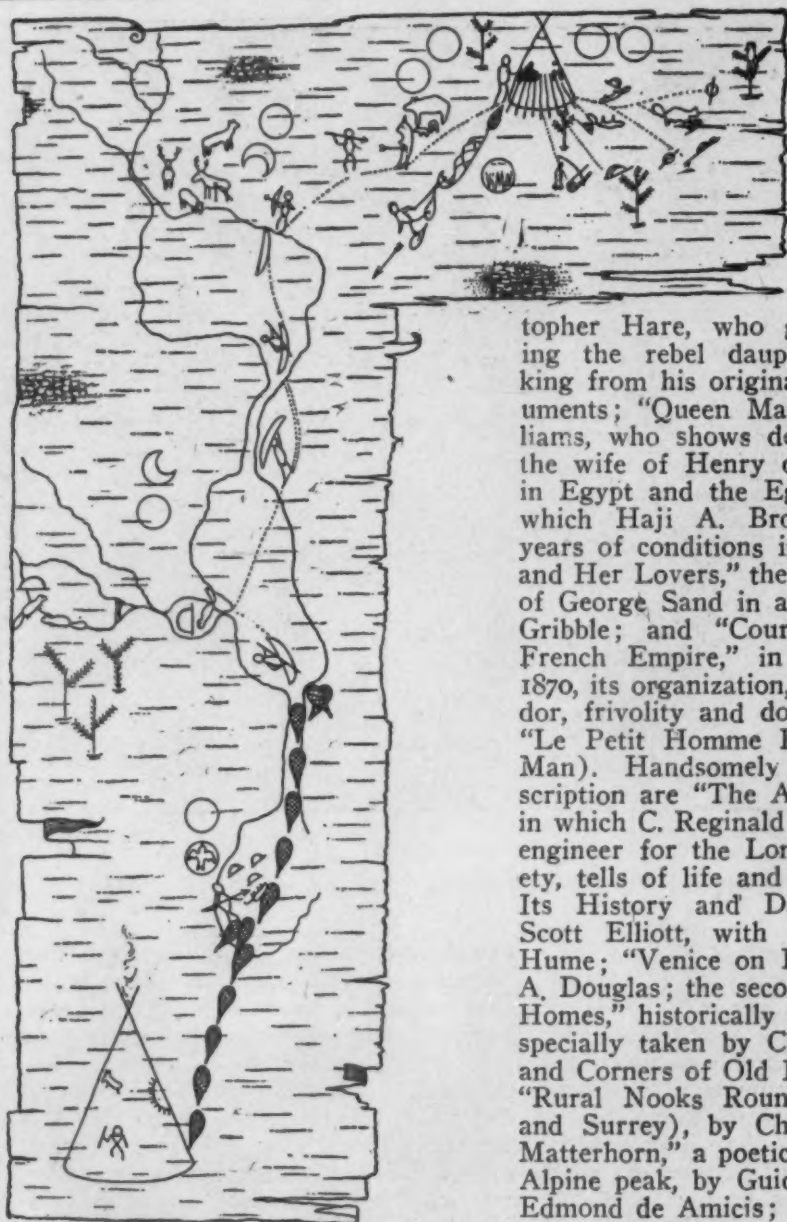 topher Hare, who g
ing the rebel daup
king from his origina
uments; "Queen Ma
liams, who shows de
the wife of Henry o
in Egypt and the Eg
which Haji A. Bro
years of conditions i
and Her Lovers," the
of George Sand in a
Gribble; and "Cour
French Empire," in
1870, its organization,
dor, frivolity and do
"Le Petit Homme
Man). Handsomely
scription are "The A
in which C. Reginald
engineer for the Lon
ety, tells of life and
Its History and D
Scott Elliott, with
Hume; "Venice on
A. Douglas; the seco
Homes," historically
specially taken by C
and Corners of Old
"Rural Nooks Roun
and Surrey), by Ch
Matterhorn," a poetic
Alpine peak, by Guid
Edmond de Amicis;